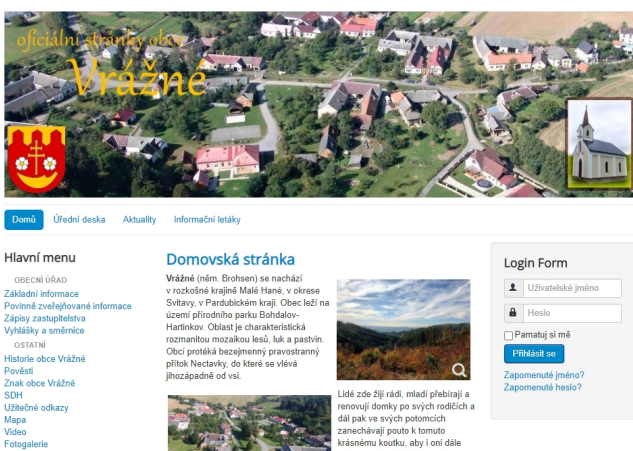 oficiální stránky obce
Vrážné
Domů
Úřední deska
Aktuality
Informační letáky
Hlavní menu
OBECNÍ ÚŘAD
Základní informace
Povinně zveřejňované informace
Zápisy zastupitelstva
Vyhlášky a směrnice
OSTATNÍ
Historie obce Vrážné
Pověsti
Znak obce Vrážné
SDH
Užitečné odkazy
Mapa
Video
Fotogalerie
Domovská stránka
Vrážné (něm. Brohsen) se nachází
v rozkošné krajině Malé Hané, v okrese
Svitavy, v Pardubickém kraji. Obec leží na
území přírodního parku Bohdalov-
Hartinkov. Oblast je charakteristická
rozmanitou mozaikou lesů, luk a pastvin.
Obcí protéká bezejmenný pravostranný
přítok Nectavky, do které se vlévá
jihozápadně od vsi.
Lidé zde žijí rádi, mladí přebírají a
renovují domky po svých rodičích a
dál pak ve svých potomcích
zanechávají pouto k tomuto
krásnému koutku, aby i oni dále
Login Form
Uživatelské jméno
Heslo
Pamatuj si mě
Přihlásit se
Zapomenuté jméno?
Zapomenuté heslo?